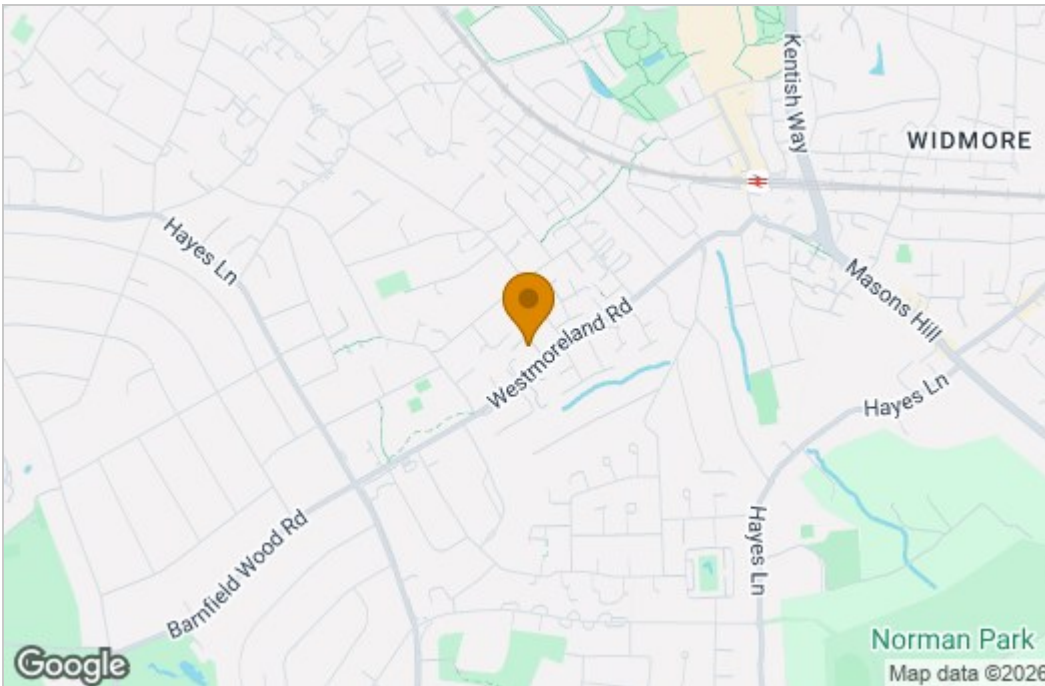 Kentish Way
WIDMORE
Hayes Ln
Masons Hill
Westmoreland Rd
Hayes Ln
Barnfield Wood Rd
Hayes Ln
Norman Park
Google
Map data ©2026